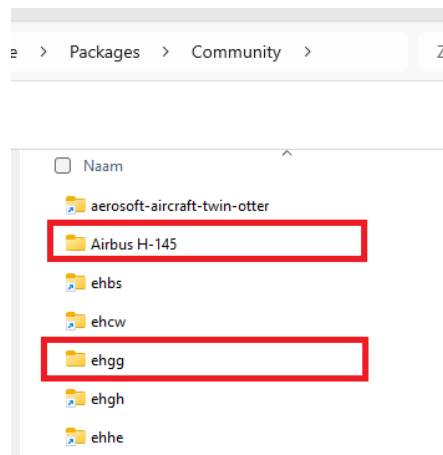 e > Packages > Community > Z
Naam
aerosoft-aircraft-twin-otter
Airbus H-145
ehbs
ehcw
ehgg
ehgh
ehhe